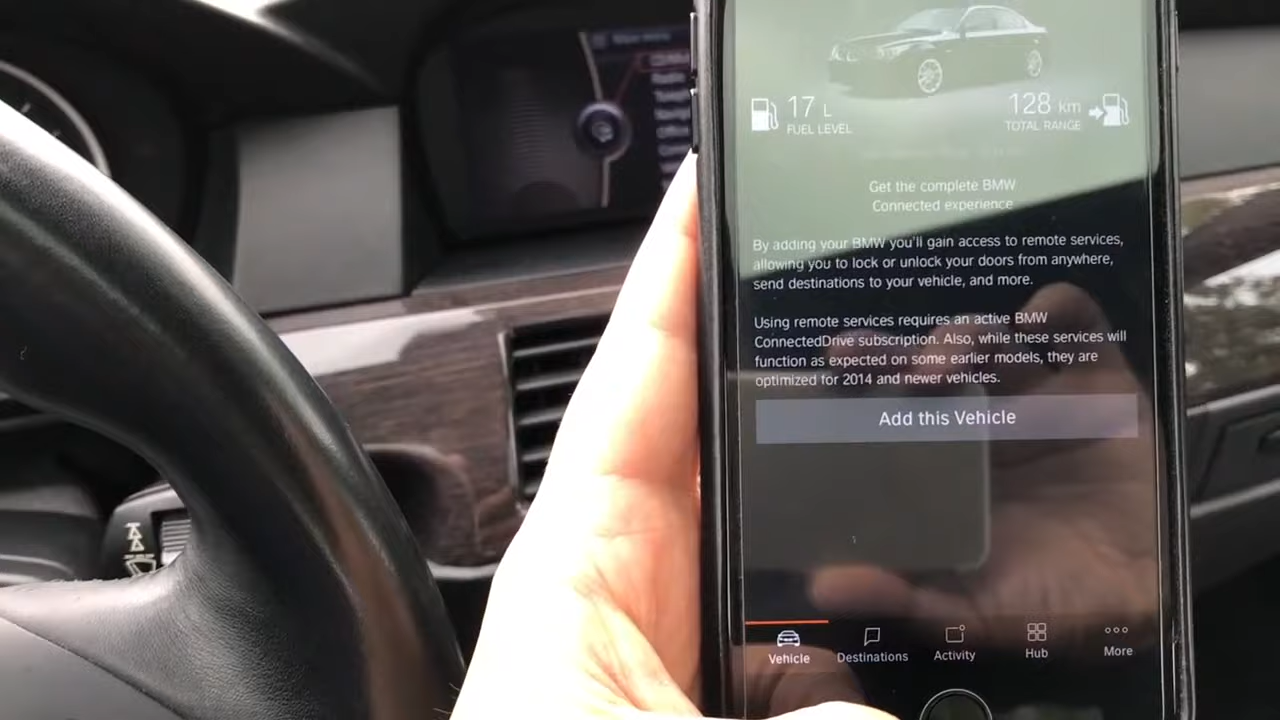 17 L
FUEL LEVEL
128 km
TOTAL RANGE
Get the complete BMW
Connected experience
By adding your BMW you'll gain access to remote services,
allowing you to lock or unlock your doors from anywhere,
send destinations to your vehicle, and more.
Using remote services requires an active BMW
ConnectedDrive subscription. Also, while these services will
function as expected on some earlier models, they are
optimized for 2014 and newer vehicles.
Add this Vehicle
Vehicle
Destinations
Activity
Hub
More